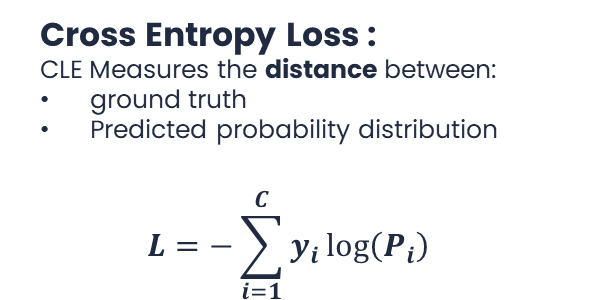 Cross Entropy Loss :
CLE Measures the distance between:
• ground truth
• Predicted probability distribution
C
L = − ∑ yᵢ log(Pᵢ)
i=1